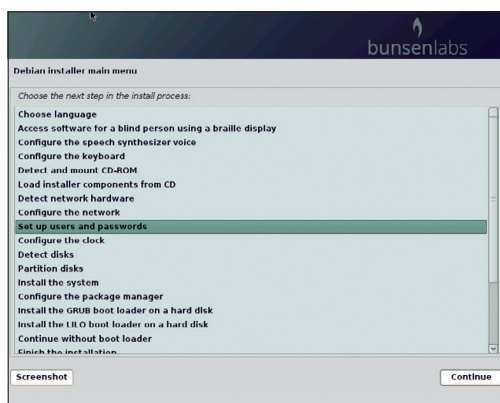 bunsenlabs
Debian installer main menu
Choose the next step in the install process:
Choose language
Access software for a blind person using a braille display
Configure the speech synthesizer voice
Configure the keyboard
Detect and mount CD-ROM
Load installer components from CD
Detect network hardware
Configure the network
Set up users and passwords
Configure the clock
Detect disks
Partition disks
Install the system
Configure the package manager
Install the GRUB boot loader on a hard disk
Install the LILO boot loader on a hard disk
Continue without boot loader
Finish the installation
Screenshot
Continue